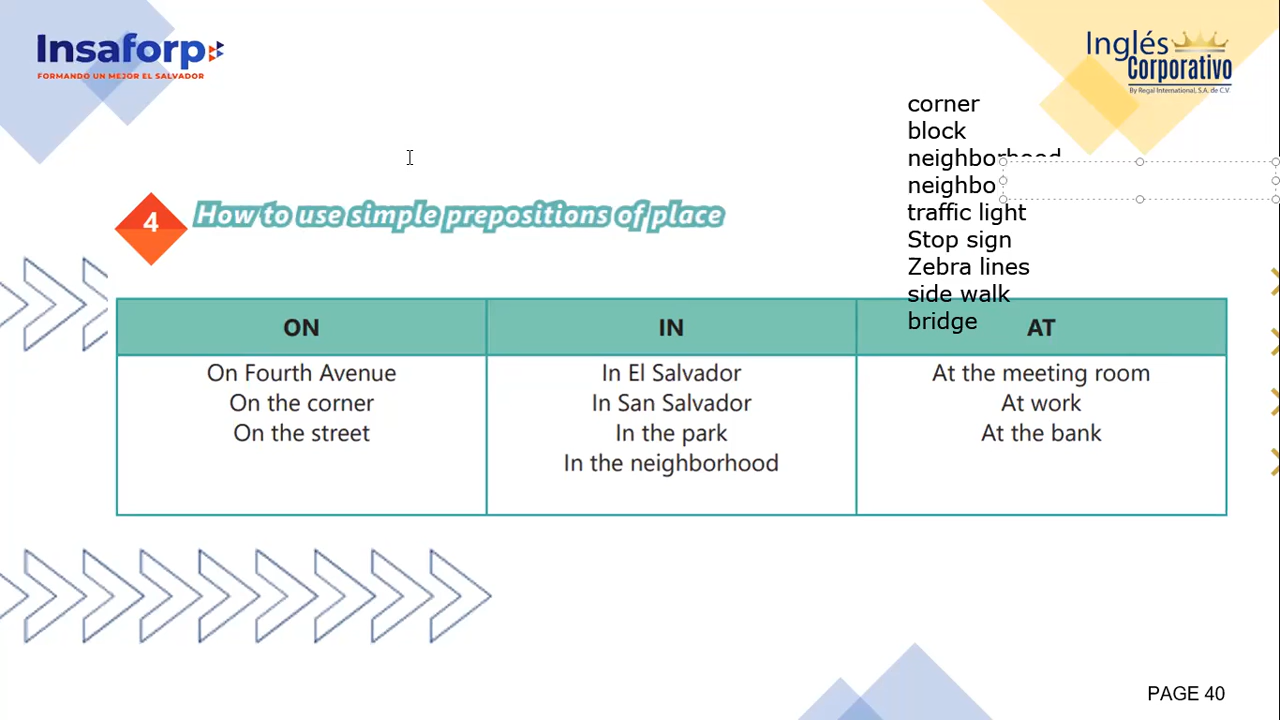 Insaforp
FORMANDO UN MEJOR EL SALVADOR
Inglés
Corporativo
By Regal International, S.A. de C.V
corner
block
neighborhood
neighbo
traffic light
Stop sign
Zebra lines
side walk
bridge
4
How to use simple prepositions of place
ON
IN
AT
On Fourth Avenue
On the corner
On the street
In El Salvador
In San Salvador
In the park
In the neighborhood
At the meeting room
At work
At the bank
PAGE 40